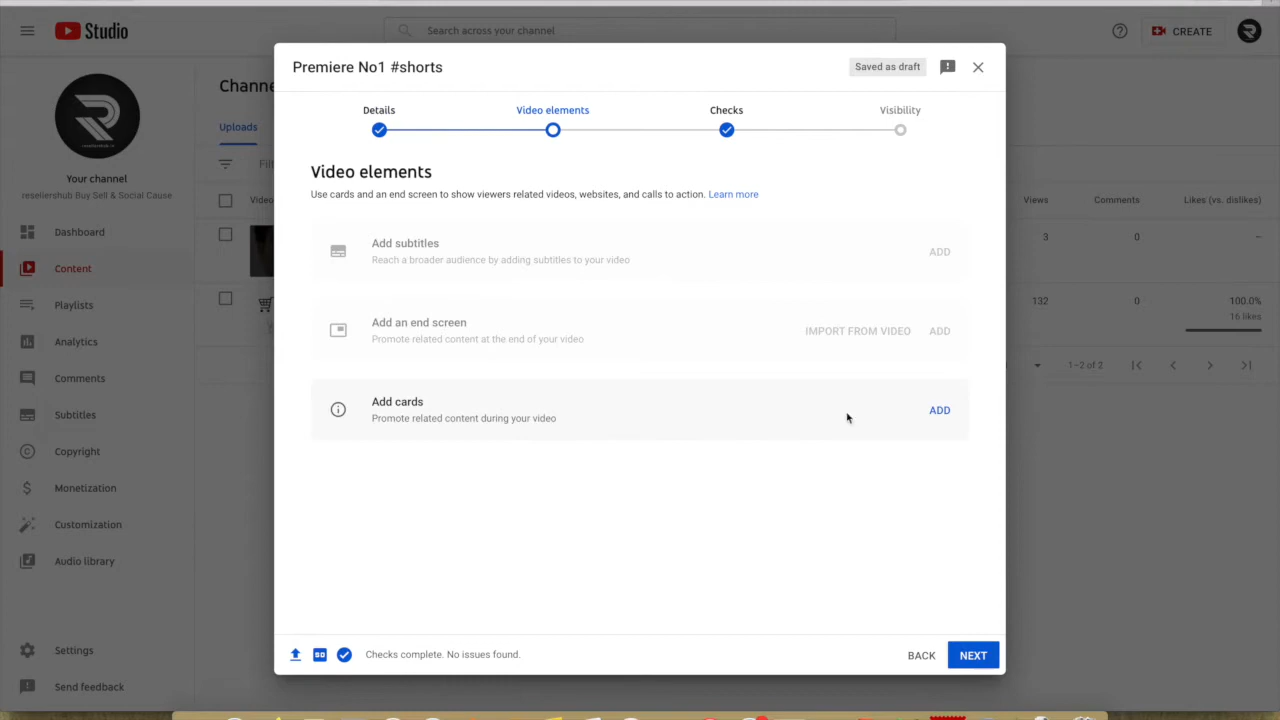 Studio
Search across your channel
CREATE
Premiere No1 #shorts
Saved as draft
Details
Video elements
Checks
Visibility
Video elements
Use cards and an end screen to show viewers related videos, websites, and calls to action. Learn more
Add subtitles
Reach a broader audience by adding subtitles to your video
ADD
Add an end screen
Promote related content at the end of your video
IMPORT FROM VIDEO
ADD
Add cards
Promote related content during your video
ADD
SD
Checks complete. No issues found.
BACK
NEXT
Your channel
resellershub Buy Sell & Social Cause
Dashboard
Content
Playlists
Analytics
Comments
Subtitles
Copyright
Monetization
Customization
Audio library
Settings
Send feedback
Uploads
Views
Comments
Likes (vs. dislikes)
3
0
–
132
0
100.0%
16 likes
1–2 of 2